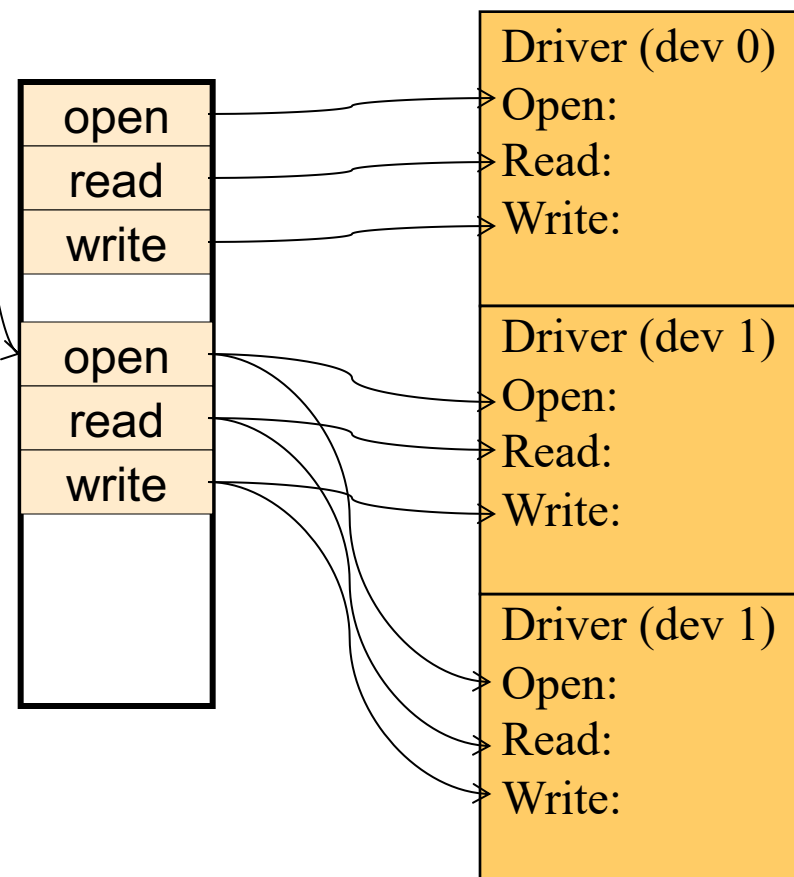 open
read
write
open
read
write
Driver (dev 0)
Open:
Read:
Write:
Driver (dev 1)
Open:
Read:
Write:
Driver (dev 1)
Open:
Read:
Write: